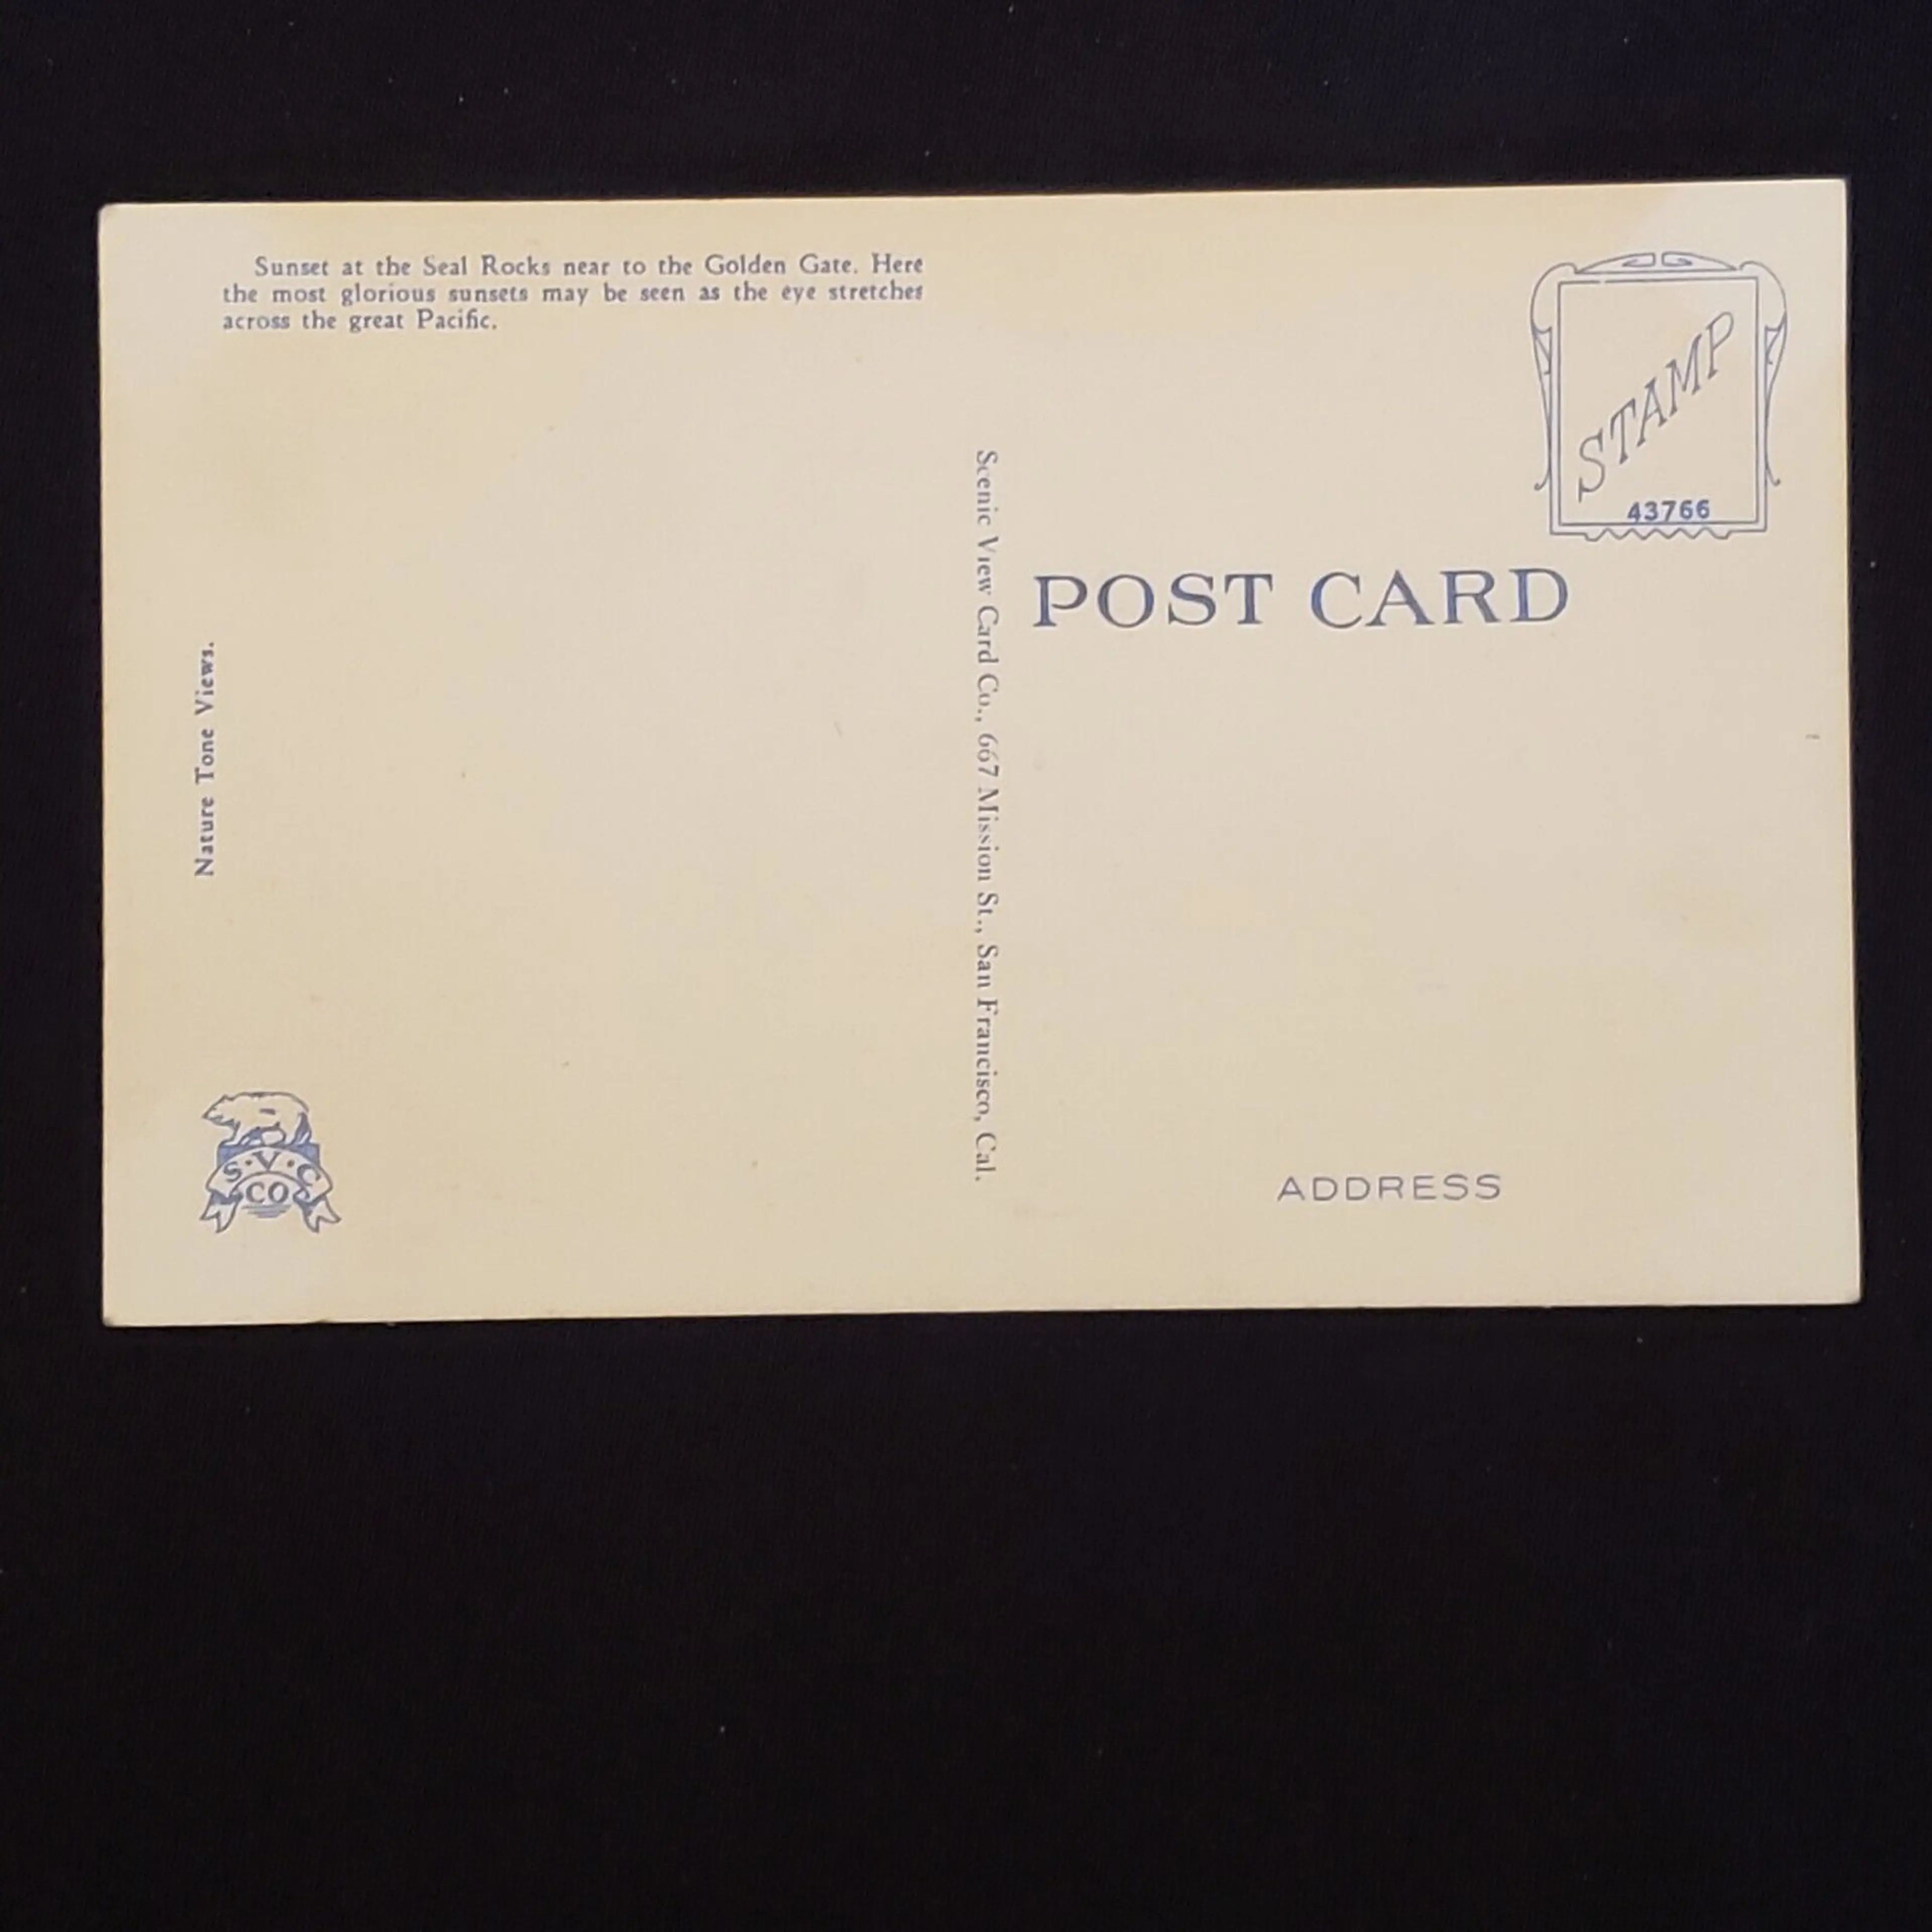 Sunset at the Seal Rocks near to the Golden Gate. Here
the most glorious sunsets may be seen as the eye stretches
across the great Pacific.
Nature Tone Views.
S·V·C
CO
Scenic View Card Co., 667 Mission St., San Francisco, Cal.
STAMP
43766
POST CARD
ADDRESS